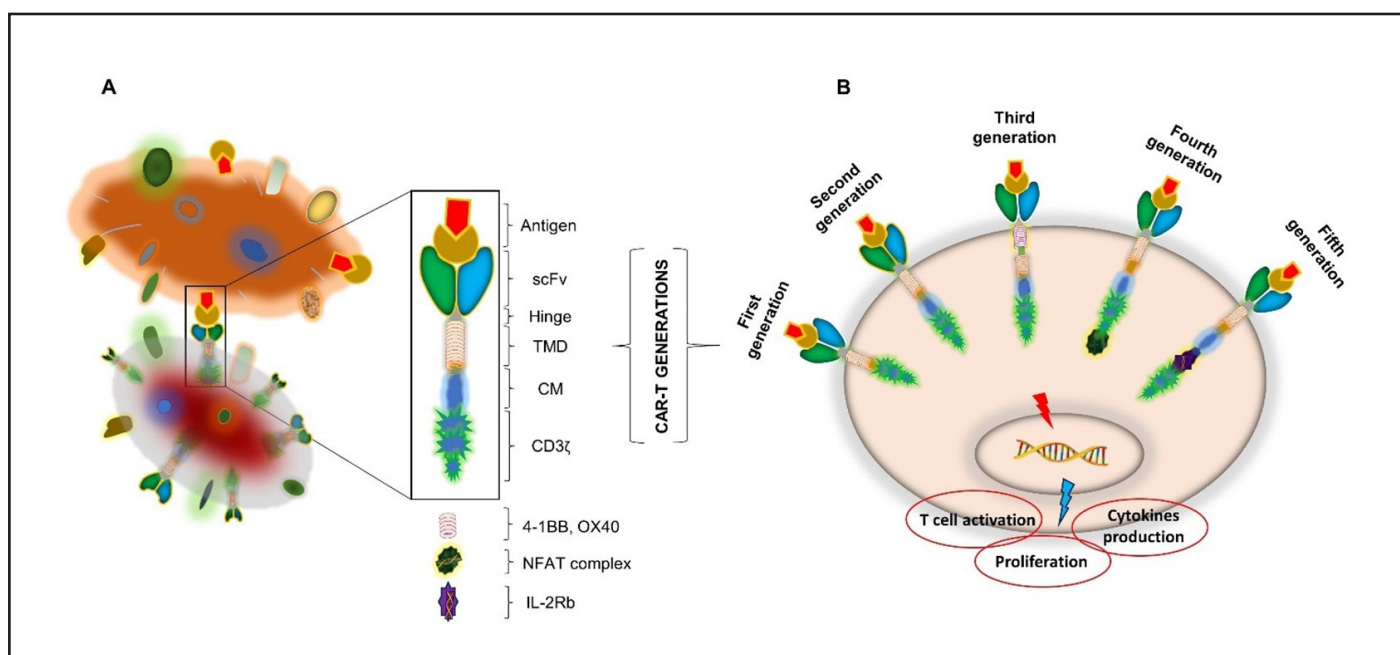 A
Antigen
scFv
Hinge
TMD
CM
CD3ζ
4-1BB, OX40
NFAT complex
IL-2Rb
CAR-T GENERATIONS
B
First
generation
Second
generation
Third
generation
Fourth
generation
Fifth
generation
T cell activation
Cytokines
production
Proliferation